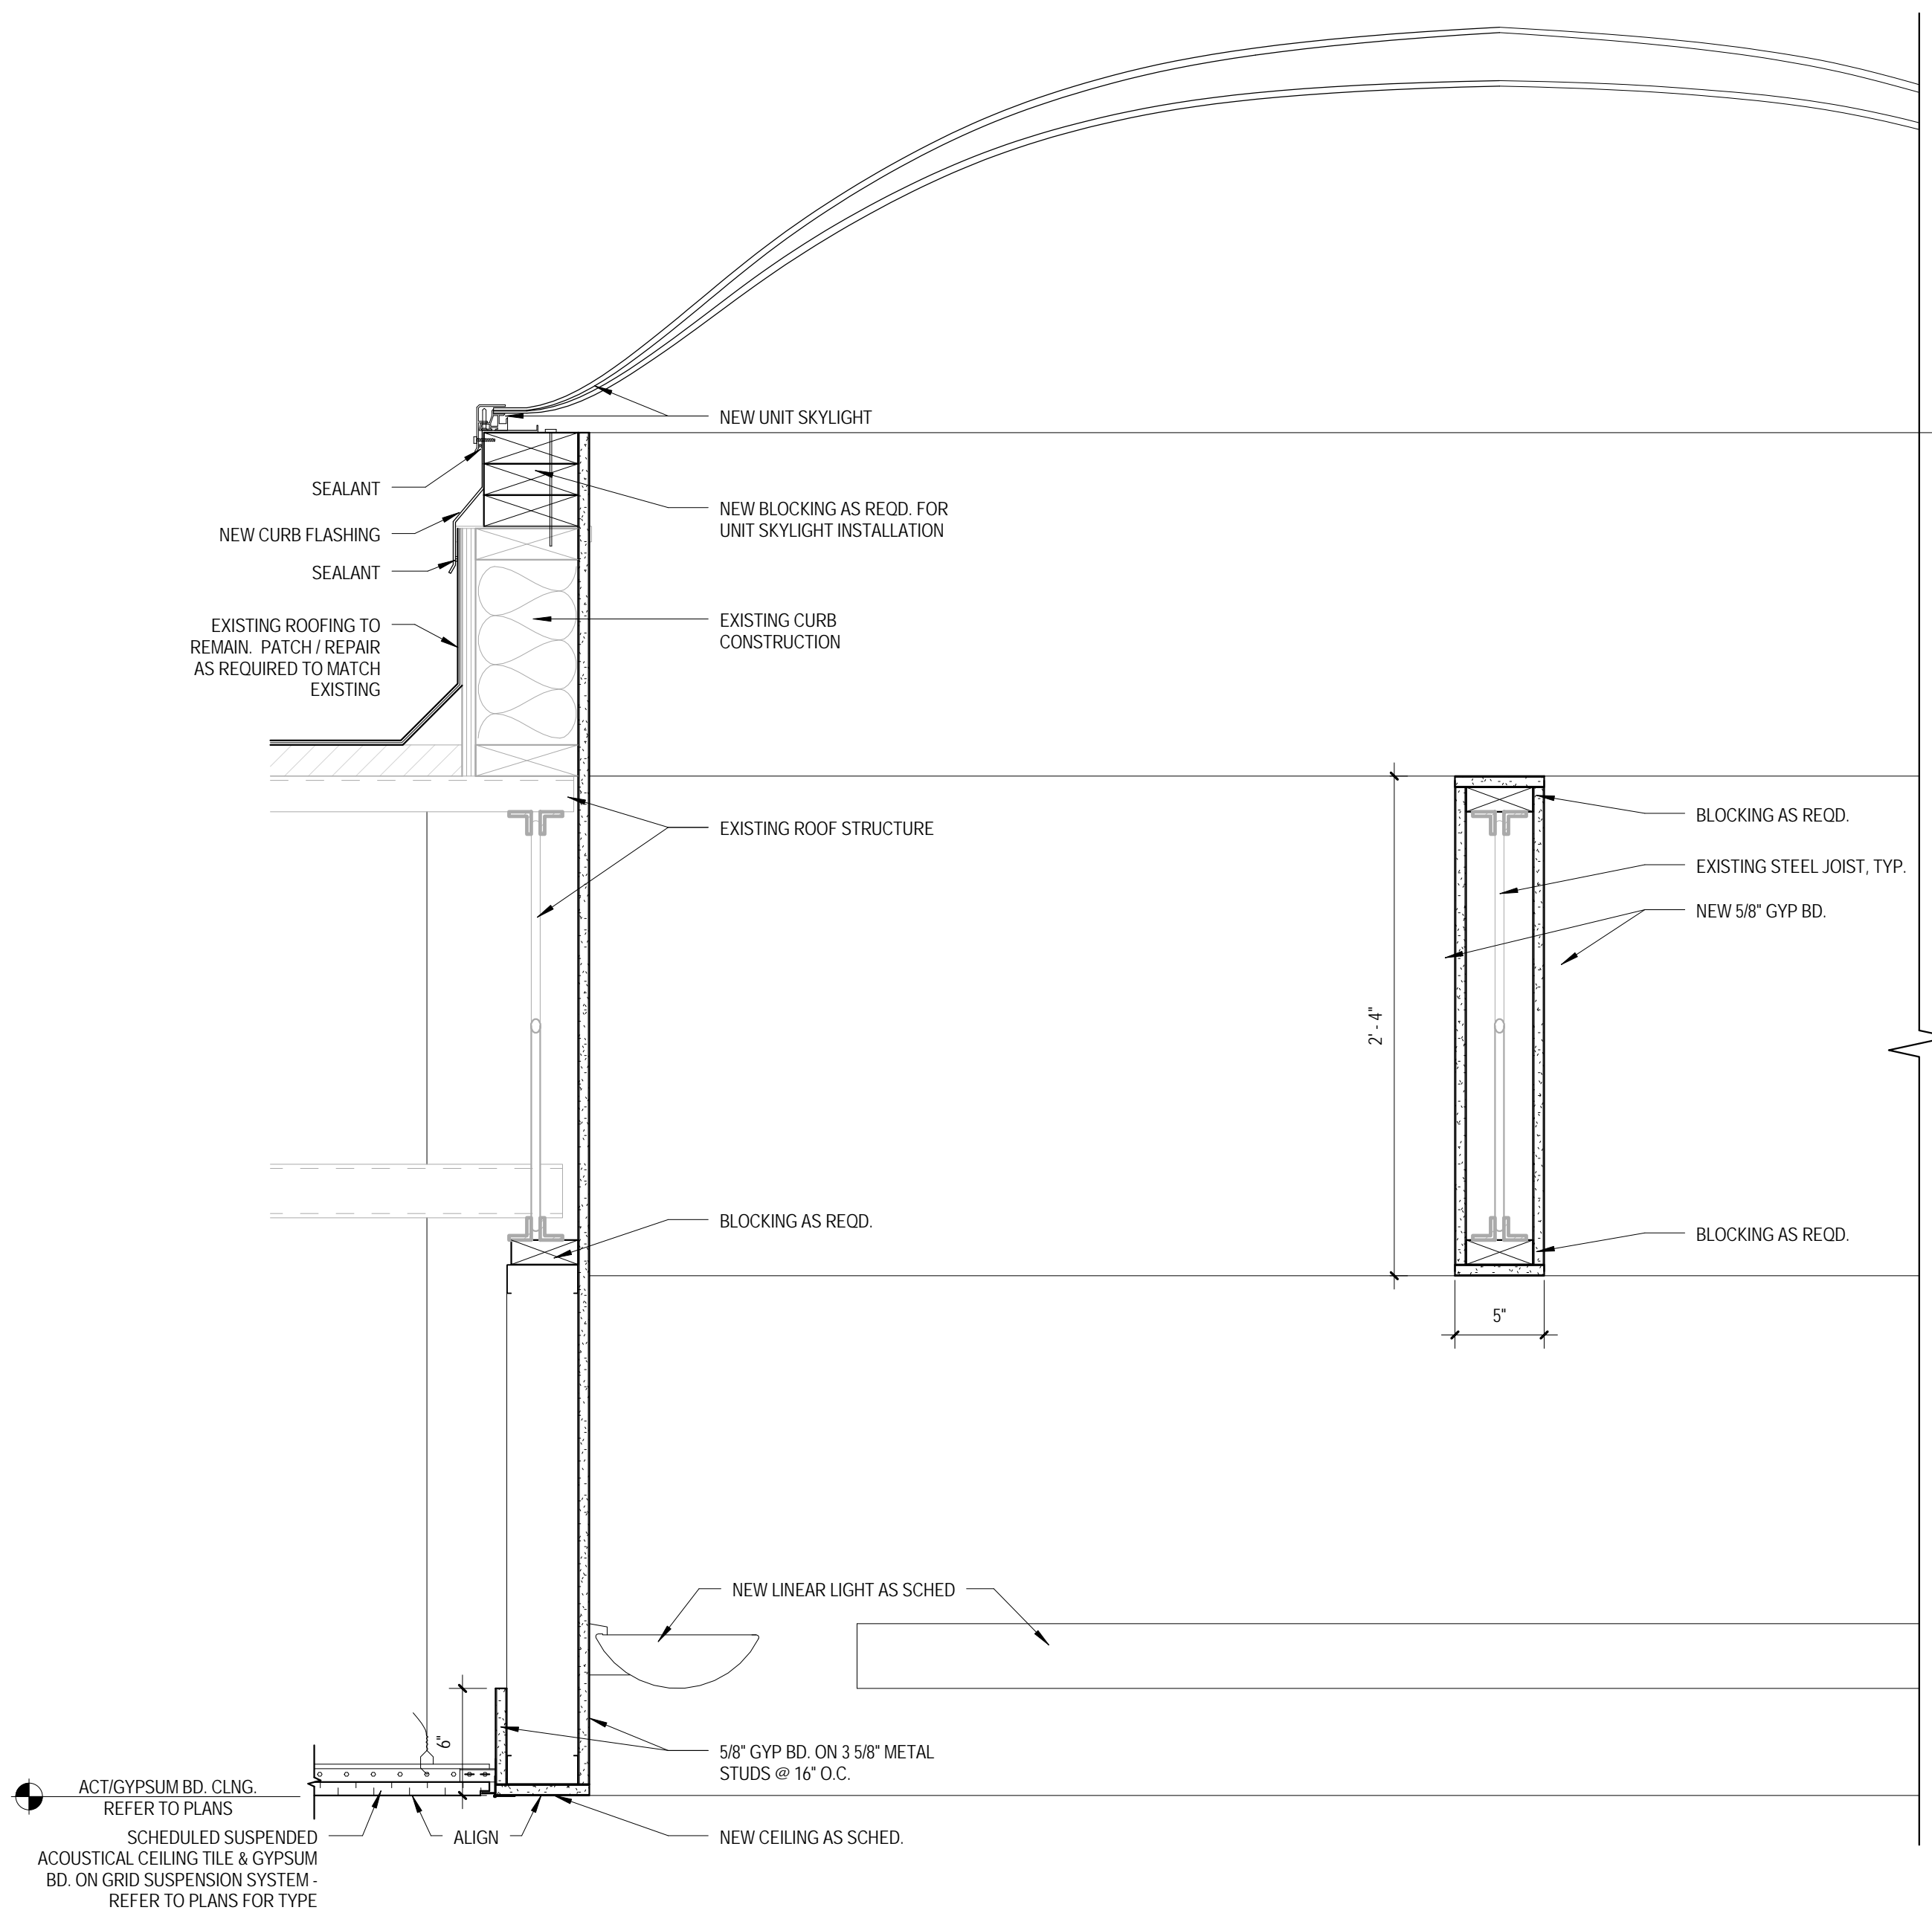 NEW UNIT SKYLIGHT
SEALANT
NEW BLOCKING AS REQD. FOR
UNIT SKYLIGHT INSTALLATION
NEW CURB FLASHING
SEALANT
EXISTING ROOFING TO
REMAIN. PATCH / REPAIR
AS REQUIRED TO MATCH
EXISTING
EXISTING CURB
CONSTRUCTION
EXISTING ROOF STRUCTURE
BLOCKING AS REQD.
EXISTING STEEL JOIST, TYP.
NEW 5/8" GYP BD.
2' - 4"
BLOCKING AS REQD.
BLOCKING AS REQD.
5"
NEW LINEAR LIGHT AS SCHED
6"
5/8" GYP BD. ON 3 5/8" METAL
STUDS @ 16" O.C.
ACT/GYPSUM BD. CLNG.
REFER TO PLANS
SCHEDULED SUSPENDED
ACOUSTICAL CEILING TILE & GYPSUM
BD. ON GRID SUSPENSION SYSTEM -
REFER TO PLANS FOR TYPE
ALIGN
NEW CEILING AS SCHED.